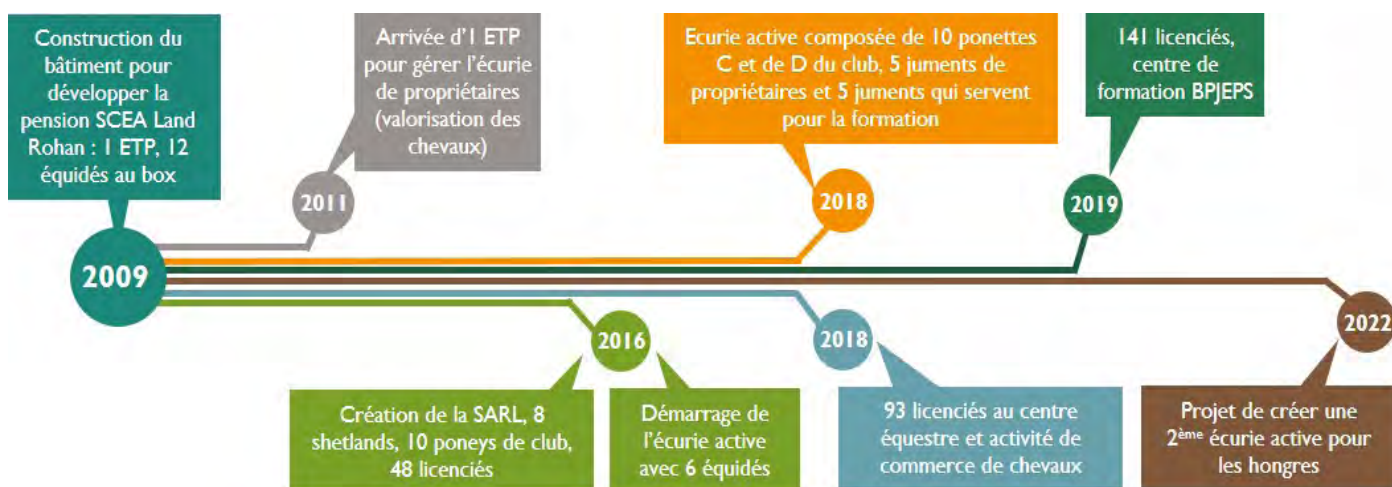 Construction du
bâtiment pour
développer la
pension SCEA Land
Rohan : 1 ETP, 12
équidés au box
2009
Arrivée d'1 ETP
pour gérer l'écurie
de propriétaires
(valorisation des
chevaux)
2011
Ecurie active composée de 10 ponettes
C et de D du club, 5 juments de
propriétaires et 5 juments qui servent
pour la formation
2018
141 licenciés,
centre de
formation BPJEPS
2019
2016
Création de la SARL, 8
shetlands, 10 poneys de club,
48 licenciés
Démarrage de
l'écurie active
avec 6 équidés
2018
93 licenciés au centre
équestre et activité de
commerce de chevaux
2022
Projet de créer une
2ème écurie active pour
les hongres